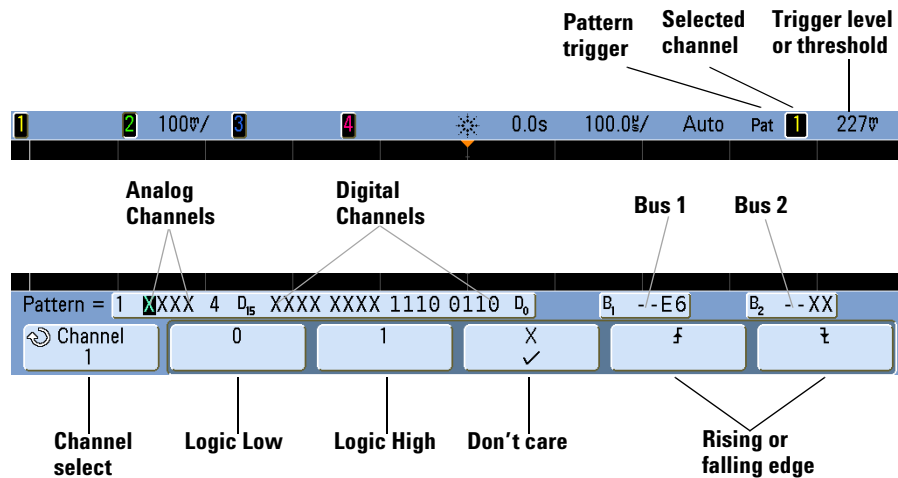 Pattern trigger
Selected channel
Trigger level or threshold
1 2 100mV/ 3 4 0.0s 100.0µs/ Auto Pat 1 227mV
Analog Channels
Digital Channels
Bus 1
Bus 2
Pattern = 1 XXXX 4 D15 XXXX XXXX 1110 0110 D0 B1 --E6 B2 --XX
Channel 1
0
1
X
Channel select
Logic Low
Logic High
Don't care
Rising or falling edge